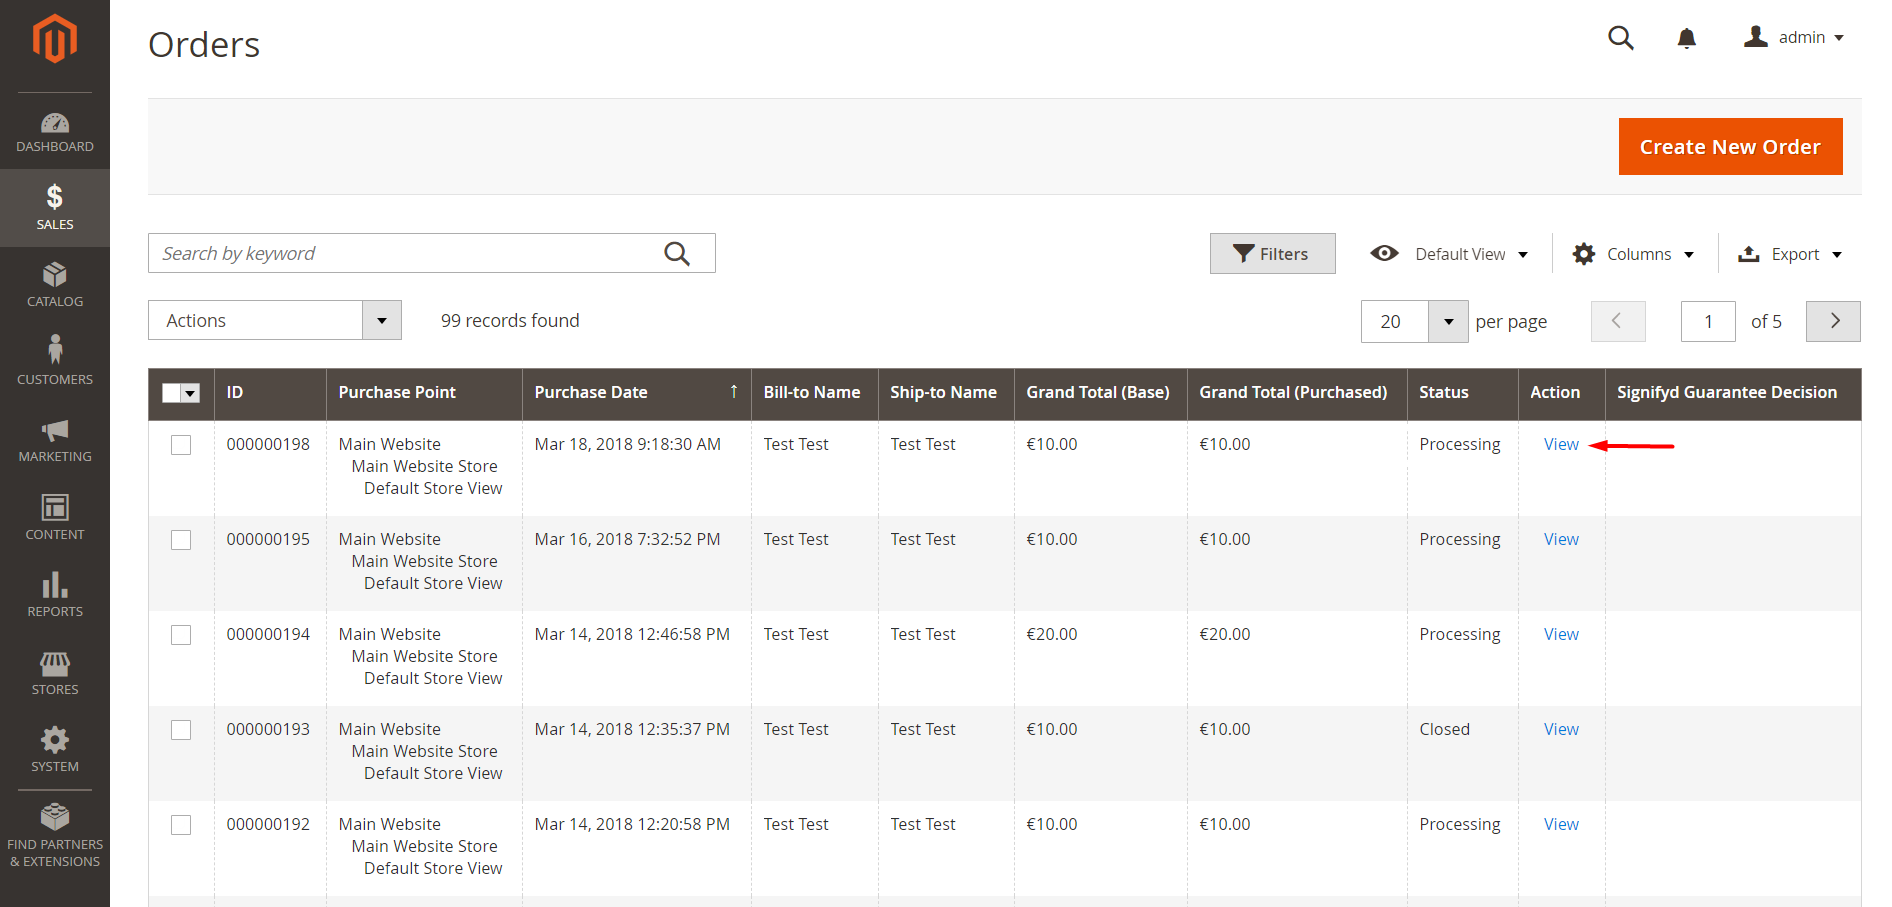 Orders
admin
DASHBOARD
SALES
CATALOG
CUSTOMERS
MARKETING
CONTENT
REPORTS
STORES
SYSTEM
FIND PARTNERS
& EXTENSIONS
Create New Order
Search by keyword
Filters
Default View
Columns
Export
Actions
99 records found
20 per page
1 of 5
ID Purchase Point Purchase Date ↑ Bill-to Name Ship-to Name Grand Total (Base) Grand Total (Purchased) Status Action Signifyd Guarantee Decision
000000198 Main Website Mar 18, 2018 9:18:30 AM Test Test Test Test €10.00 €10.00 Processing View
Main Website Store
Default Store View
000000195 Main Website Mar 16, 2018 7:32:52 PM Test Test Test Test €10.00 €10.00 Processing View
Main Website Store
Default Store View
000000194 Main Website Mar 14, 2018 12:46:58 PM Test Test Test Test €20.00 €20.00 Processing View
Main Website Store
Default Store View
000000193 Main Website Mar 14, 2018 12:35:37 PM Test Test Test Test €10.00 €10.00 Closed View
Main Website Store
Default Store View
000000192 Main Website Mar 14, 2018 12:20:58 PM Test Test Test Test €10.00 €10.00 Processing View
Main Website Store
Default Store View